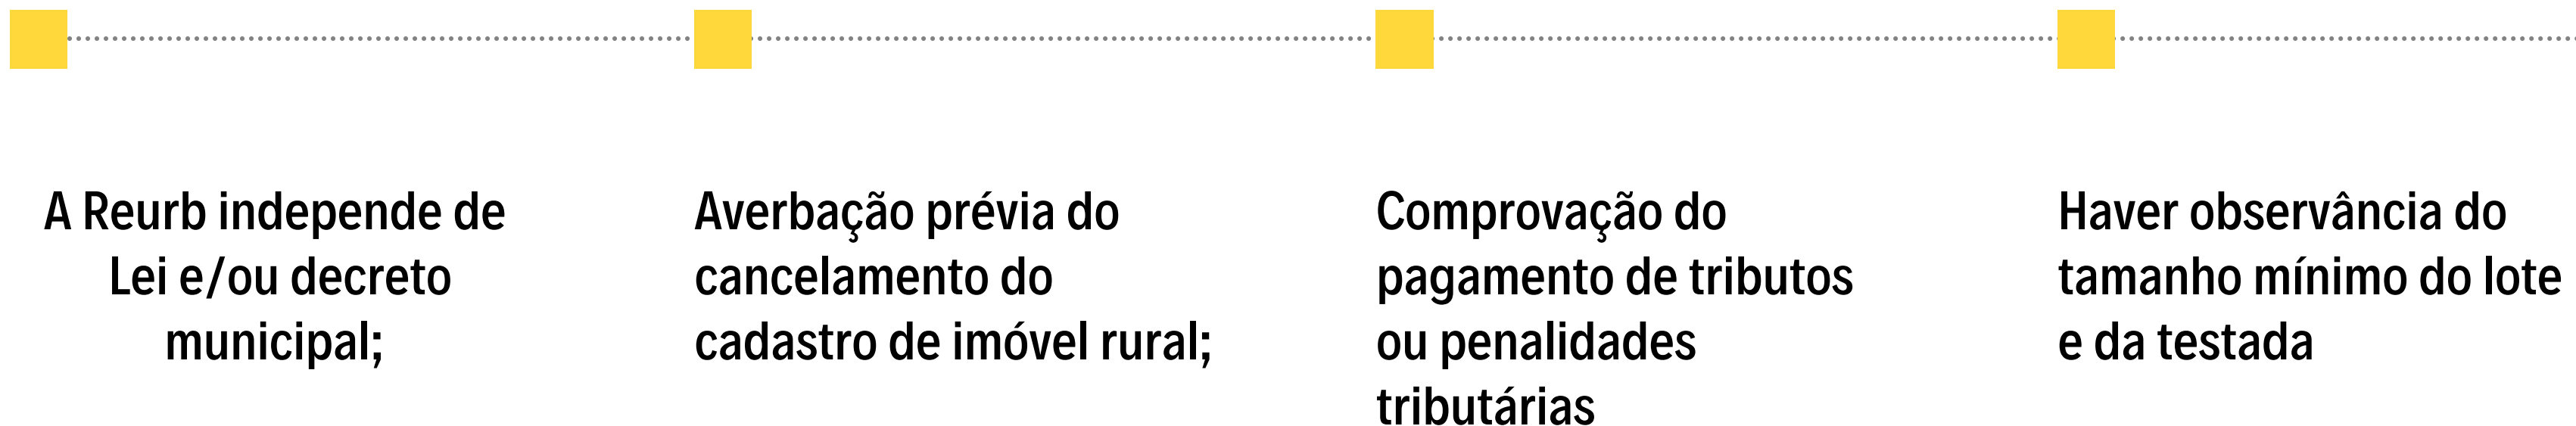 A Reurb independe de
Lei e/ou decreto
municipal;
Averbação prévia do
cancelamento do
cadastro de imóvel rural;
Comprovação do
pagamento de tributos
ou penalidades
tributárias
Haver observância do
tamanho mínimo do lote
e da testada